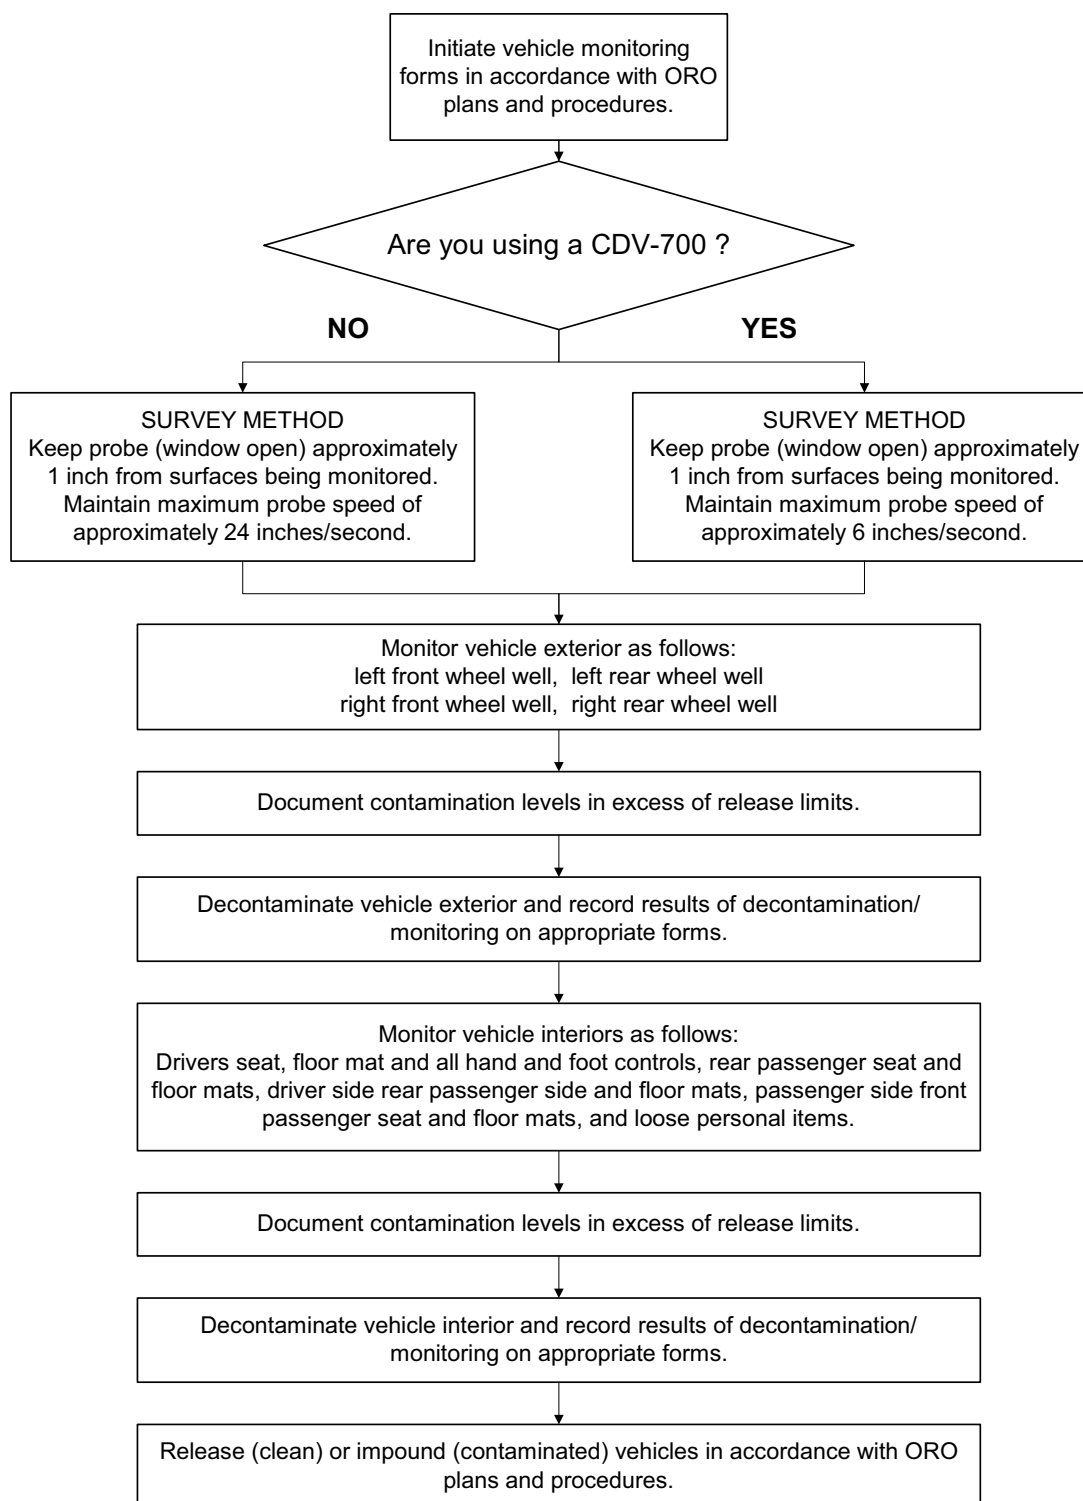 Initiate vehicle monitoring
forms in accordance with ORO
plans and procedures.
Are you using a CDV-700 ?
NO
YES
SURVEY METHOD
Keep probe (window open) approximately
1 inch from surfaces being monitored.
Maintain maximum probe speed of
approximately 24 inches/second.
SURVEY METHOD
Keep probe (window open) approximately
1 inch from surfaces being monitored.
Maintain maximum probe speed of
approximately 6 inches/second.
Monitor vehicle exterior as follows:
left front wheel well,  left rear wheel well
right front wheel well,  right rear wheel well
Document contamination levels in excess of release limits.
Decontaminate vehicle exterior and record results of decontamination/
monitoring on appropriate forms.
Monitor vehicle interiors as follows:
Drivers seat, floor mat and all hand and foot controls, rear passenger seat and
floor mats, driver side rear passenger side and floor mats, passenger side front
passenger seat and floor mats, and loose personal items.
Document contamination levels in excess of release limits.
Decontaminate vehicle interior and record results of decontamination/
monitoring on appropriate forms.
Release (clean) or impound (contaminated) vehicles in accordance with ORO
plans and procedures.